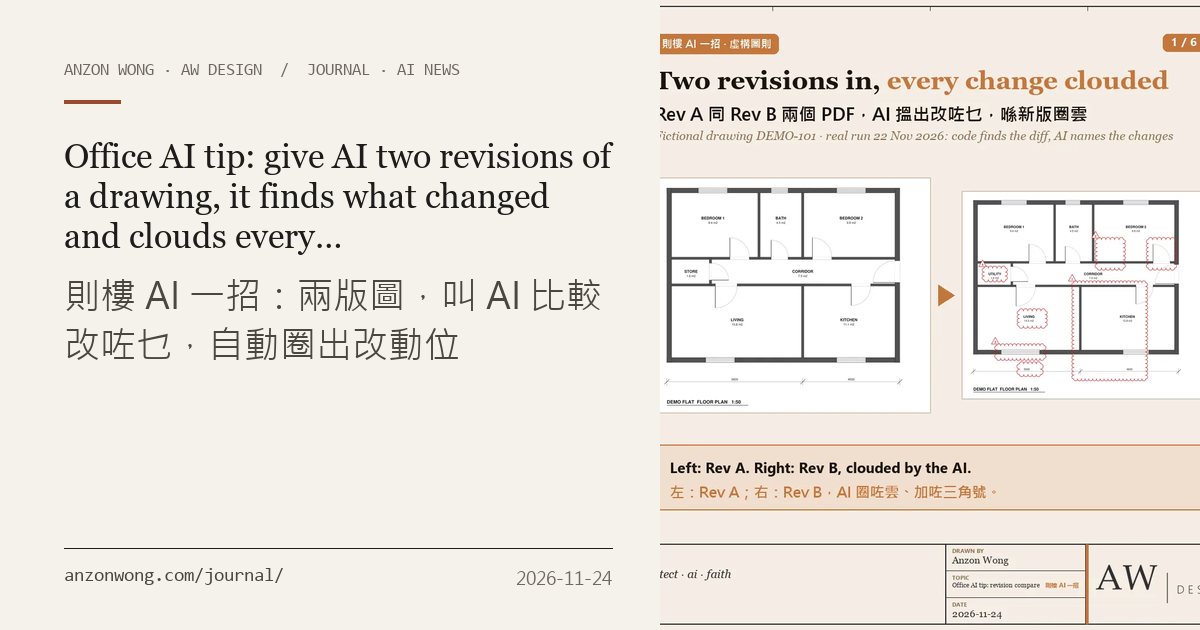 ANZON WONG · AW DESIGN / JOURNAL · AI NEWS
Office AI tip: give AI two revisions of
a drawing, it finds what changed
and clouds every...
則樓 AI 一招：兩版圖，叫 AI 比較
改咗乜，自動圈出改動位
anzonwong.com/journal/
2026-11-24
則樓 AI 一招 · 虛構圖則
1 / 6
Two revisions in, every change clouded
Rev A 同 Rev B 兩個 PDF，AI 搵出改咗乜，喺新版圈雲
Fictional drawing DEMO-101 · real run 22 Nov 2026: code finds the diff, AI names the changes
BEDROOM 1
BATH
BEDROOM 2
STORE
CORRIDOR
LIVING
KITCHEN
DEMO FLAT FLOOR PLAN 1:50
BEDROOM 1
BATH
BEDROOM 2
UTILITY
CORRIDOR
LIVING
KITCHEN
DEMO FLAT FLOOR PLAN 1:50
Left: Rev A. Right: Rev B, clouded by the AI.
左：Rev A；右：Rev B，AI 圈咗雲、加咗三角號。
tect · ai · faith
DRAWN BY
Anzon Wong
TOPIC
Office AI tip: revision compare 則樓 AI 一招
DATE
2026-11-24
AW
DES